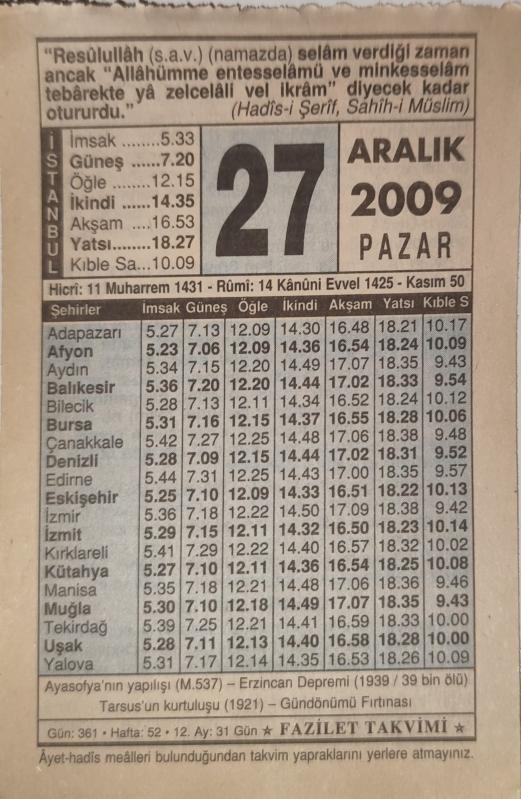 “Resûlullâh (s.a.v.) (namazda) selâm verdiği zaman
ancak “Allâhümme entesselâmü ve minkesselâm
tebârekte yâ zelcelâli vel ikrâm” diyecek kadar
otururdu.” (Hadîs-i Şerîf, Sahîh-i Müslim)
İSTANBUL
İmsak ........5.33
Güneş ......7.20
Öğle ........12.15
İkindi ......14.35
Akşam ....16.53
Yatsı........18.27
Kıble Sa...10.09
27
ARALIK
2009
PAZAR
Hicrî: 11 Muharrem 1431 - Rûmî: 14 Kânûni Evvel 1425 - Kasım 50
Şehirler İmsak Güneş Öğle İkindi Akşam Yatsı Kıble S
Adapazarı 5.27 7.13 12.09 14.30 16.48 18.21 10.17
Afyon 5.23 7.06 12.09 14.36 16.54 18.24 10.09
Aydın 5.34 7.15 12.20 14.49 17.07 18.35 9.43
Balıkesir 5.36 7.20 12.20 14.44 17.02 18.33 9.54
Bilecik 5.28 7.13 12.11 14.34 16.52 18.24 10.12
Bursa 5.31 7.16 12.15 14.37 16.55 18.28 10.06
Çanakkale 5.42 7.27 12.25 14.48 17.06 18.38 9.48
Denizli 5.28 7.09 12.15 14.44 17.02 18.31 9.52
Edirne 5.44 7.31 12.25 14.43 17.00 18.35 9.57
Eskişehir 5.25 7.10 12.09 14.33 16.51 18.22 10.13
İzmir 5.36 7.18 12.22 14.50 17.09 18.38 9.42
İzmit 5.29 7.15 12.11 14.32 16.50 18.23 10.14
Kırklareli 5.41 7.29 12.22 14.40 16.57 18.32 10.02
Kütahya 5.27 7.10 12.11 14.36 16.54 18.25 10.08
Manisa 5.35 7.18 12.21 14.48 17.06 18.36 9.46
Muğla 5.30 7.10 12.18 14.49 17.07 18.35 9.43
Tekirdağ 5.39 7.25 12.21 14.41 16.59 18.33 10.00
Uşak 5.28 7.11 12.13 14.40 16.58 18.28 10.00
Yalova 5.31 7.17 12.14 14.35 16.53 18.26 10.09
Ayasofya'nın yapılışı (M.537) – Erzincan Depremi (1939 / 39 bin ölü)
Tarsus'un kurtuluşu (1921) – Gündönümü Fırtınası
Gün: 361 • Hafta: 52 • 12. Ay: 31 Gün ★ FAZİLET TAKVİMİ ★
Âyet-hadîs meâlleri bulunduğundan takvim yapraklarını yerlere atmayınız.